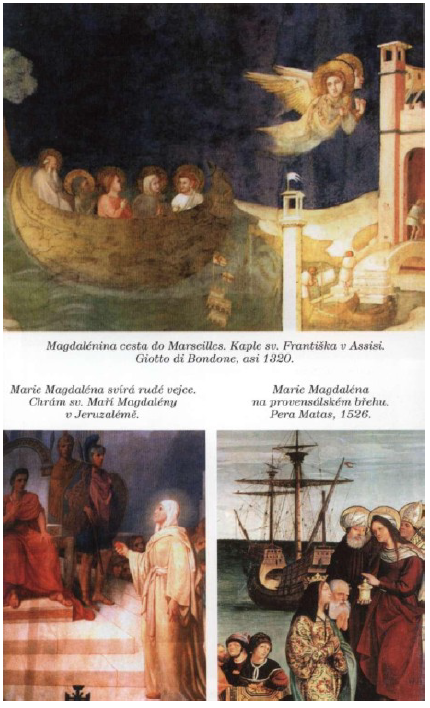 Magdalénina cesta do Marseilles. Kaple sv. Františka v Assisi.
Giotto di Bondone, asi 1320.
Marie Magdaléna svírá rudé vejce.
Chrám sv. Maří Magdalény
v Jeruzalémě.
Marie Magdaléna
na provensálském břehu.
Pera Matas, 1526.